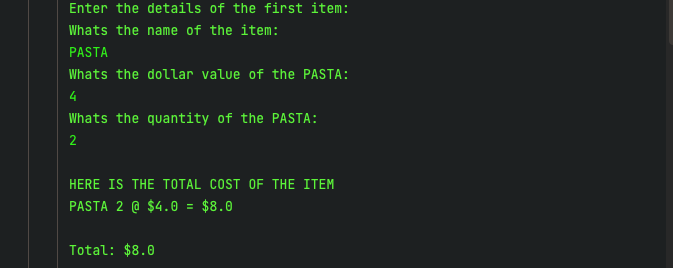 Enter the details of the first item:
Whats the name of the item:
PASTA
Whats the dollar value of the PASTA:
4
Whats the quantity of the PASTA:
2
HERE IS THE TOTAL COST OF THE ITEM
PASTA 2 @ $4.0 = $8.0
Total: $8.0